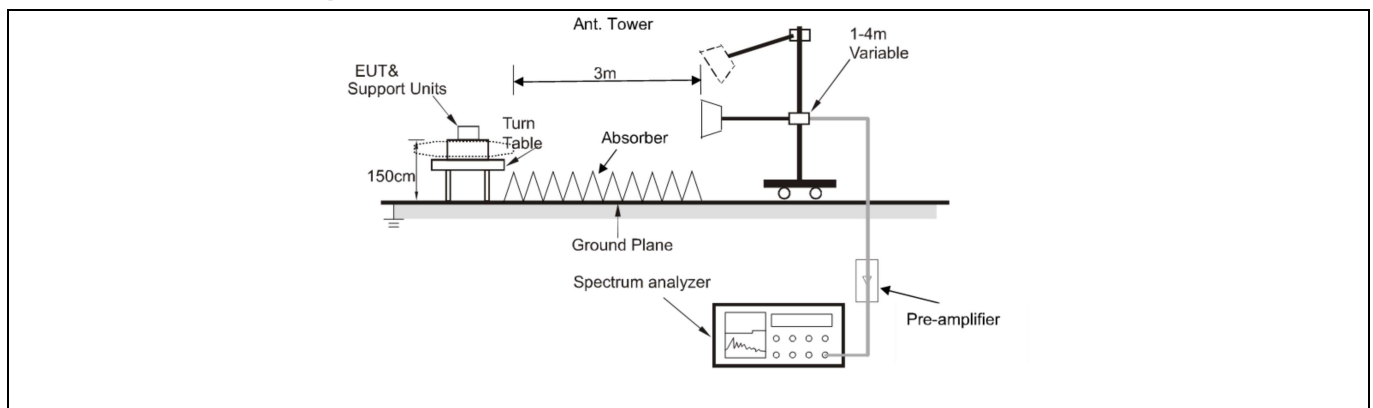 Ant. Tower
1-4m
Variable
3m
EUT&
Support Units
Turn
Table
Absorber
150cm
Ground Plane
Spectrum analyzer
Pre-amplifier